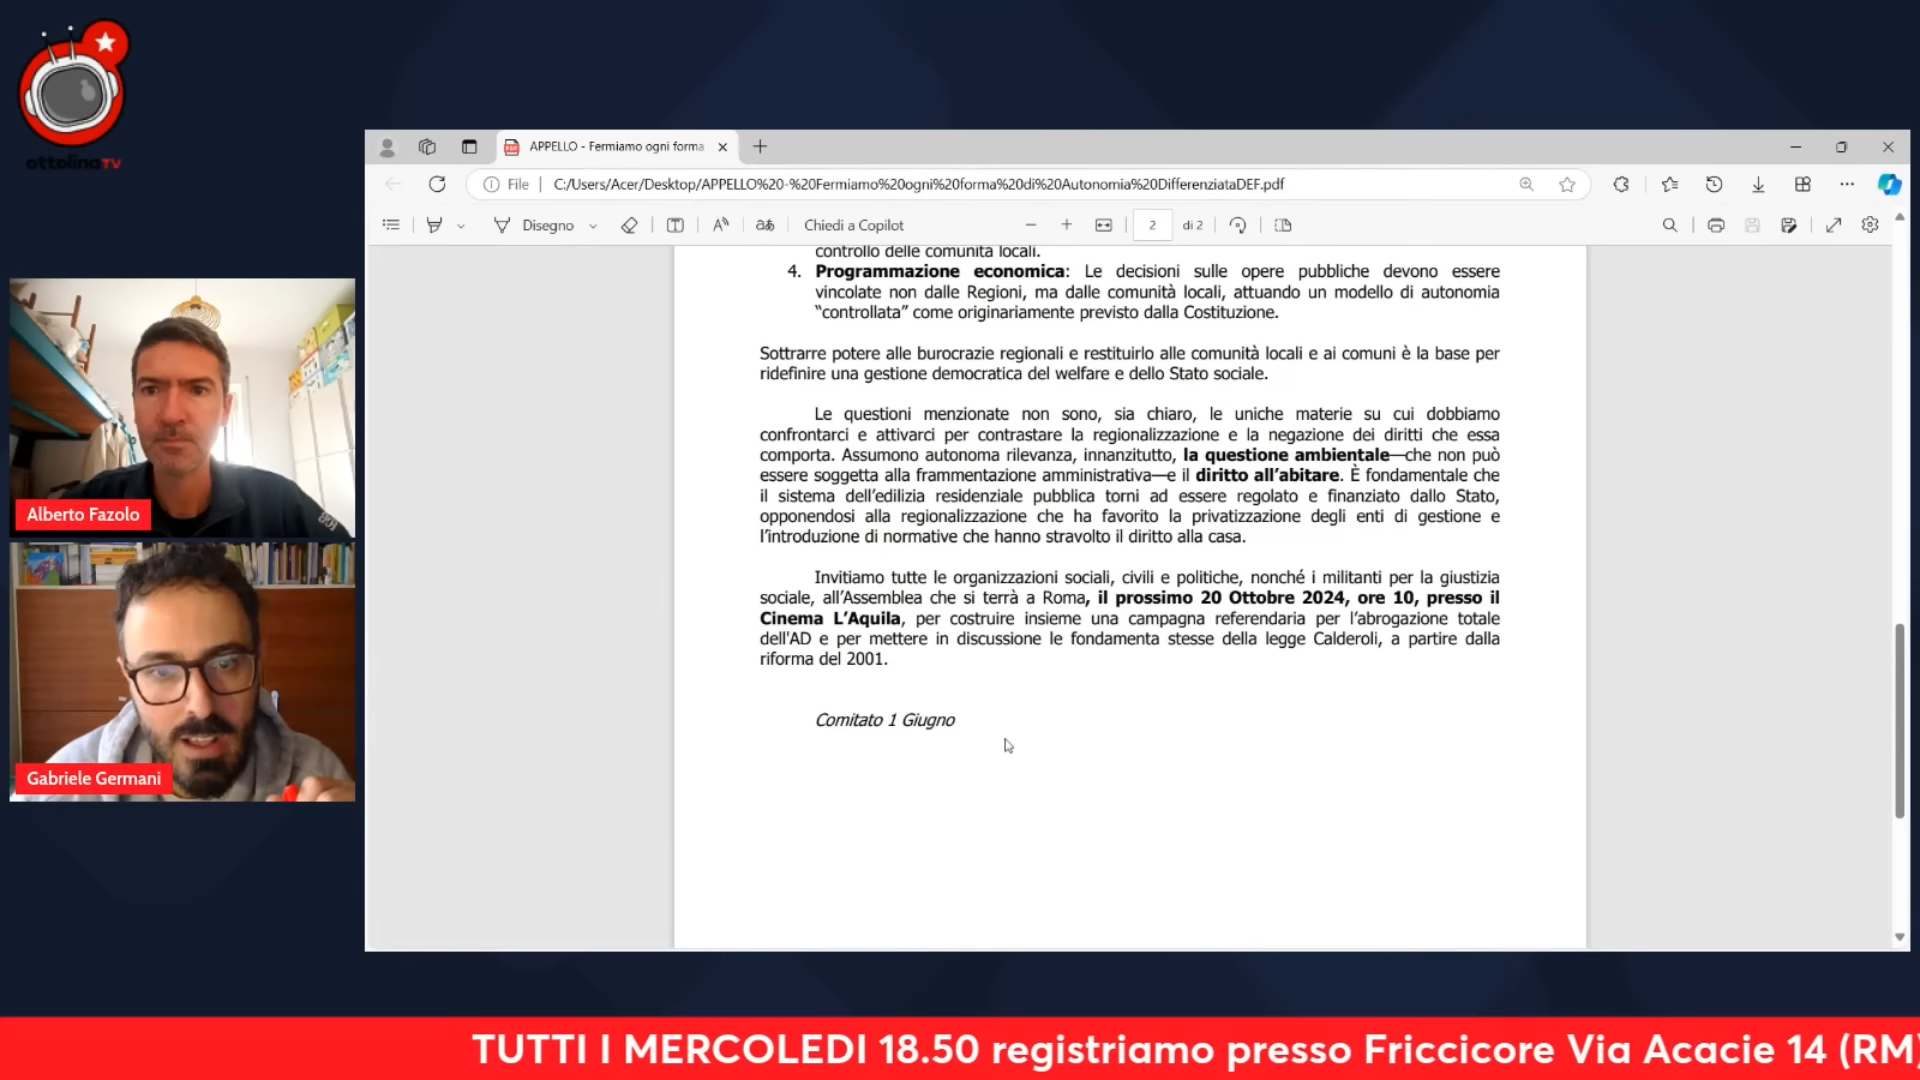 ottolinaTV
APPELLO - Fermiamo ogni forma
File
C:/Users/Acer/Desktop/APPELLO%20-%20Fermiamo%20ogni%20forma%20di%20Autonomia%20DifferenziataDEF.pdf
Disegno
Chiedi a Copilot
2
di 2
controllo delle comunità locali.
4. Programmazione economica: Le decisioni sulle opere pubbliche devono essere
vincolate non dalle Regioni, ma dalle comunità locali, attuando un modello di autonomia
“controllata” come originariamente previsto dalla Costituzione.
Sottrarre potere alle burocrazie regionali e restituirlo alle comunità locali e ai comuni è la base per
ridefinire una gestione democratica del welfare e dello Stato sociale.
Le questioni menzionate non sono, sia chiaro, le uniche materie su cui dobbiamo
confrontarci e attivarci per contrastare la regionalizzazione e la negazione dei diritti che essa
comporta. Assumono autonoma rilevanza, innanzitutto, la questione ambientale—che non può
essere soggetta alla frammentazione amministrativa—e il diritto all’abitare. È fondamentale che
il sistema dell’edilizia residenziale pubblica torni ad essere regolato e finanziato dallo Stato,
opponendosi alla regionalizzazione che ha favorito la privatizzazione degli enti di gestione e
l’introduzione di normative che hanno stravolto il diritto alla casa.
Invitiamo tutte le organizzazioni sociali, civili e politiche, nonché i militanti per la giustizia
sociale, all’Assemblea che si terrà a Roma, il prossimo 20 Ottobre 2024, ore 10, presso il
Cinema L’Aquila, per costruire insieme una campagna referendaria per l’abrogazione totale
dell'AD e per mettere in discussione le fondamenta stesse della legge Calderoli, a partire dalla
riforma del 2001.
Comitato 1 Giugno
Alberto Fazolo
Gabriele Germani
TUTTI I MERCOLEDI 18.50 registriamo presso Friccicore Via Acacie 14 (RM)